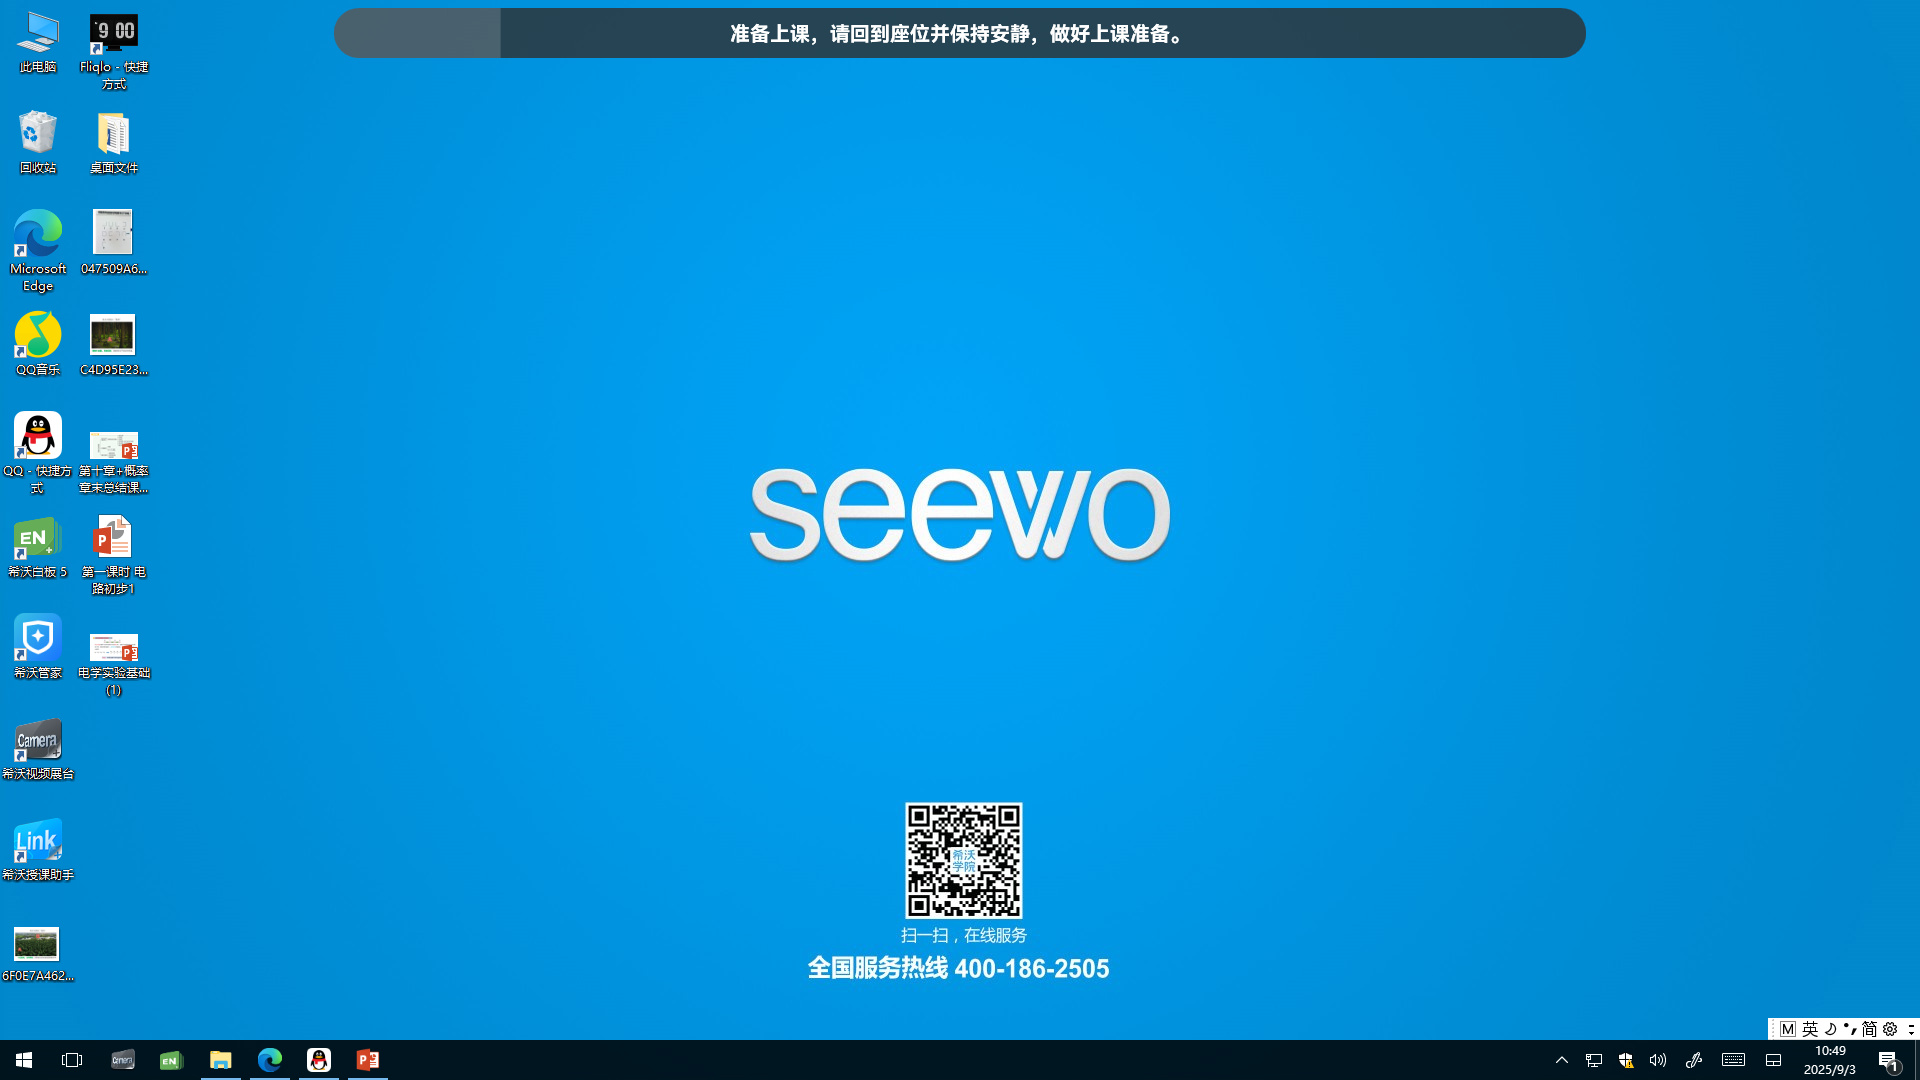 准备上课，请回到座位并保持安静，做好上课准备。
此电脑
9 00
Fliqlo - 快捷
方式
回收站
桌面文件
Microsoft
Edge
047509A6...
QQ音乐
C4D95E23...
QQ - 快捷方
式
第十章+概率
章末总结课...
EN
希沃白板 5
第一课时 电
路初步1
希沃管家
电学实验基础
(1)
Camera
希沃视频展台
Link
希沃授课助手
6F0E7A462...
seewo
希沃
学院
扫一扫，在线服务
全国服务热线 400-186-2505
M 英 简
Camera
EN
P
10:49
2025/9/3
1